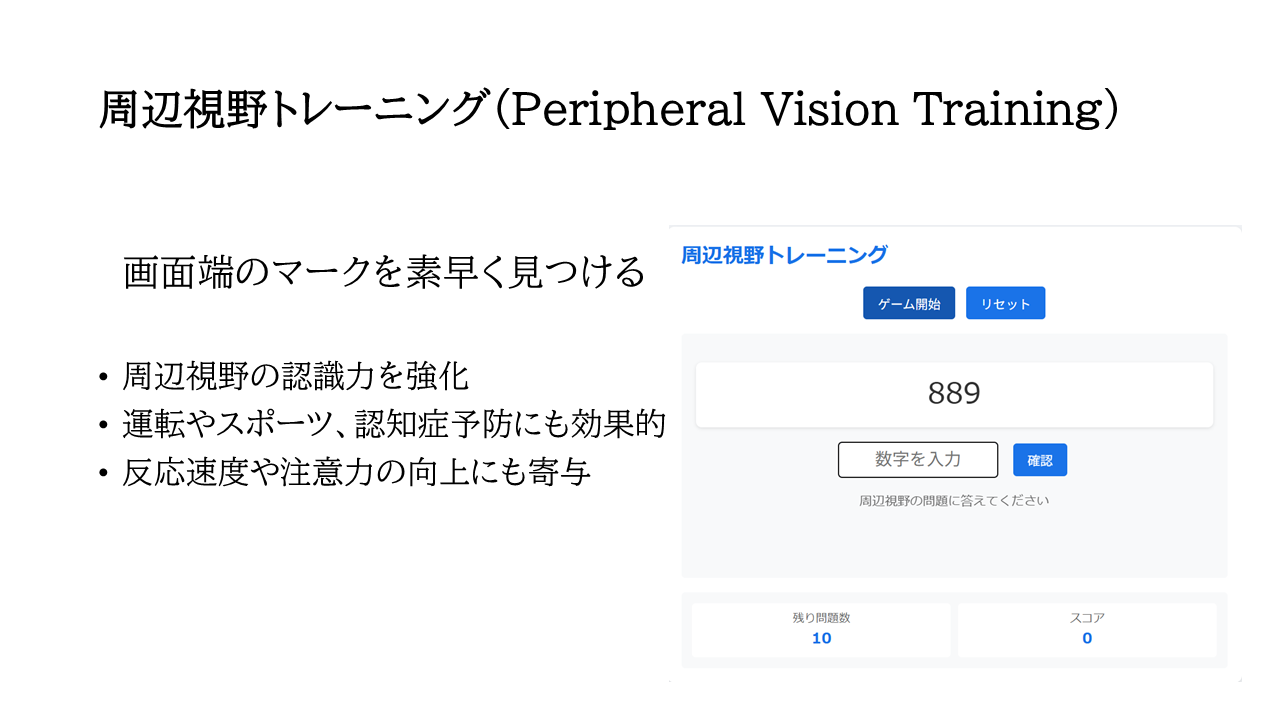 周辺視野トレーニング（Peripheral Vision Training）
画面端のマークを素早く見つける
• 周辺視野の認識力を強化
• 運転やスポーツ、認知症予防にも効果的
• 反応速度や注意力の向上にも寄与
周辺視野トレーニング
ゲーム開始 リセット
889
数字を入力 確認
周辺視野の問題に答えてください
残り問題数 スコア
10 0